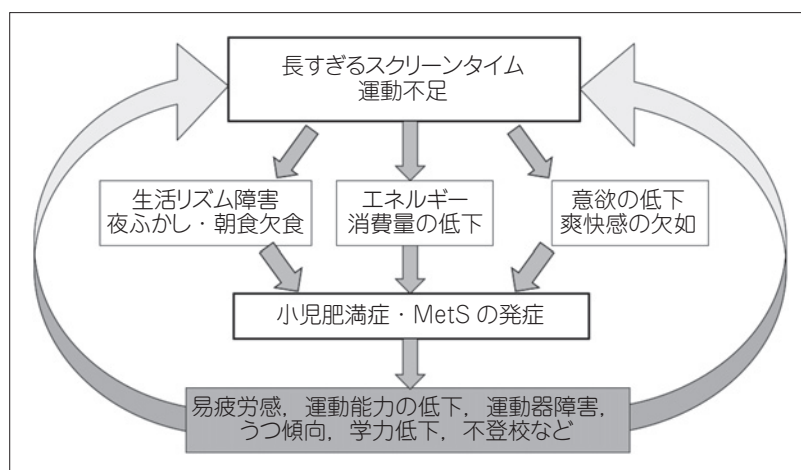 長すぎるスクリーンタイム
運動不足
生活リズム障害
夜ふかし・朝食欠食
エネルギー
消費量の低下
意欲の低下
爽快感の欠如
小児肥満症・MetSの発症
易疲労感，運動能力の低下，運動器障害，
うつ傾向，学力低下，不登校など